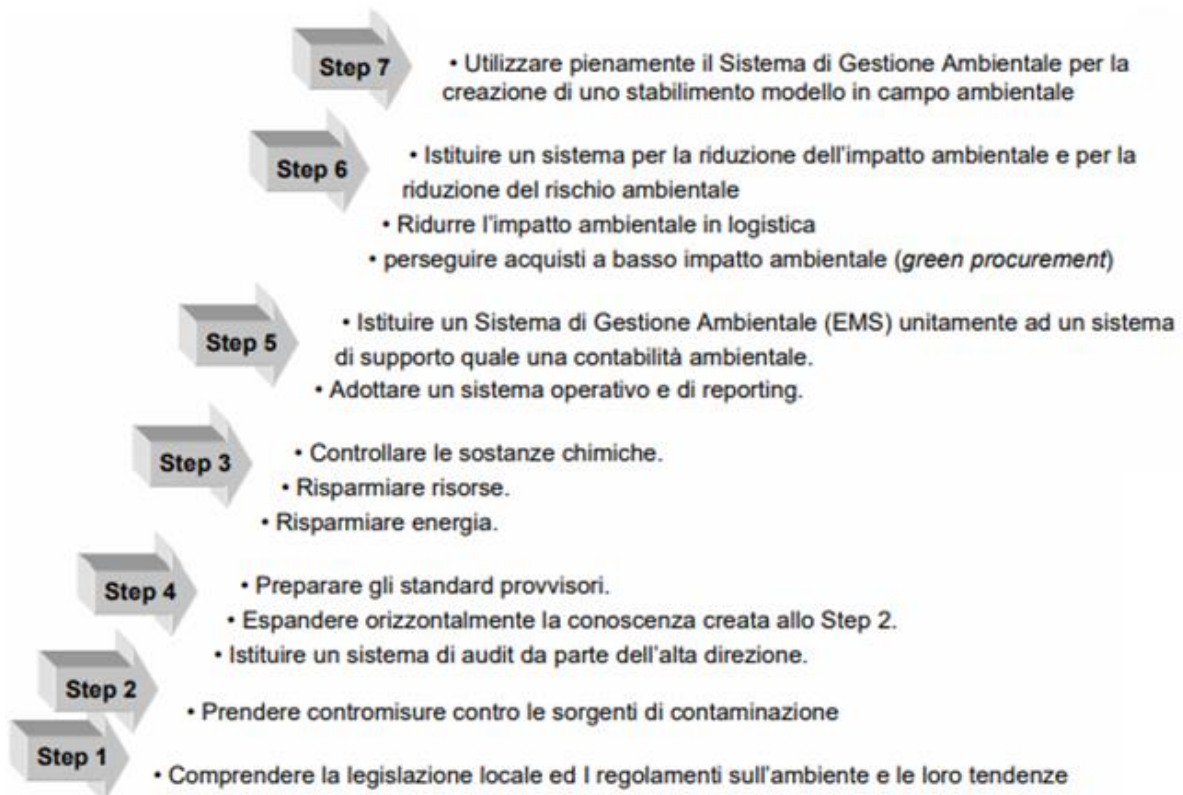 Step 7
• Utilizzare pienamente il Sistema di Gestione Ambientale per la
creazione di uno stabilimento modello in campo ambientale
Step 6
• Istituire un sistema per la riduzione dell'impatto ambientale e per la
riduzione del rischio ambientale
• Ridurre l'impatto ambientale in logistica
• perseguire acquisti a basso impatto ambientale (green procurement)
Step 5
• Istituire un Sistema di Gestione Ambientale (EMS) unitamente ad un sistema
di supporto quale una contabilità ambientale.
• Adottare un sistema operativo e di reporting.
Step 3
• Controllare le sostanze chimiche.
• Risparmiare risorse.
• Risparmiare energia.
Step 4
• Preparare gli standard provvisori.
• Espandere orizzontalmente la conoscenza creata allo Step 2.
• Istituire un sistema di audit da parte dell'alta direzione.
Step 2
• Prendere contromisure contro le sorgenti di contaminazione
Step 1
• Comprendere la legislazione locale ed I regolamenti sull'ambiente e le loro tendenze